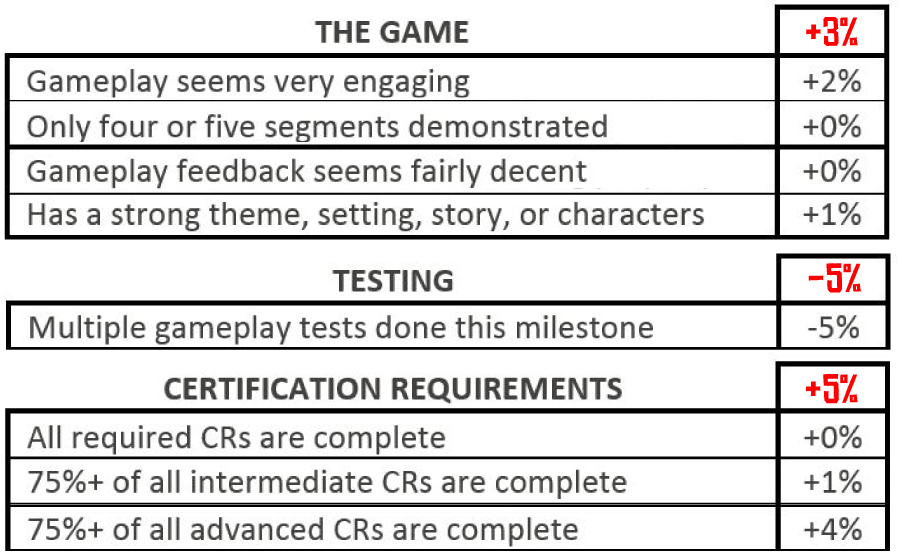 THE GAME +3%
Gameplay seems very engaging +2%
Only four or five segments demonstrated +0%
Gameplay feedback seems fairly decent +0%
Has a strong theme, setting, story, or characters +1%
TESTING -5%
Multiple gameplay tests done this milestone -5%
CERTIFICATION REQUIREMENTS +5%
All required CRs are complete +0%
75%+ of all intermediate CRs are complete +1%
75%+ of all advanced CRs are complete +4%